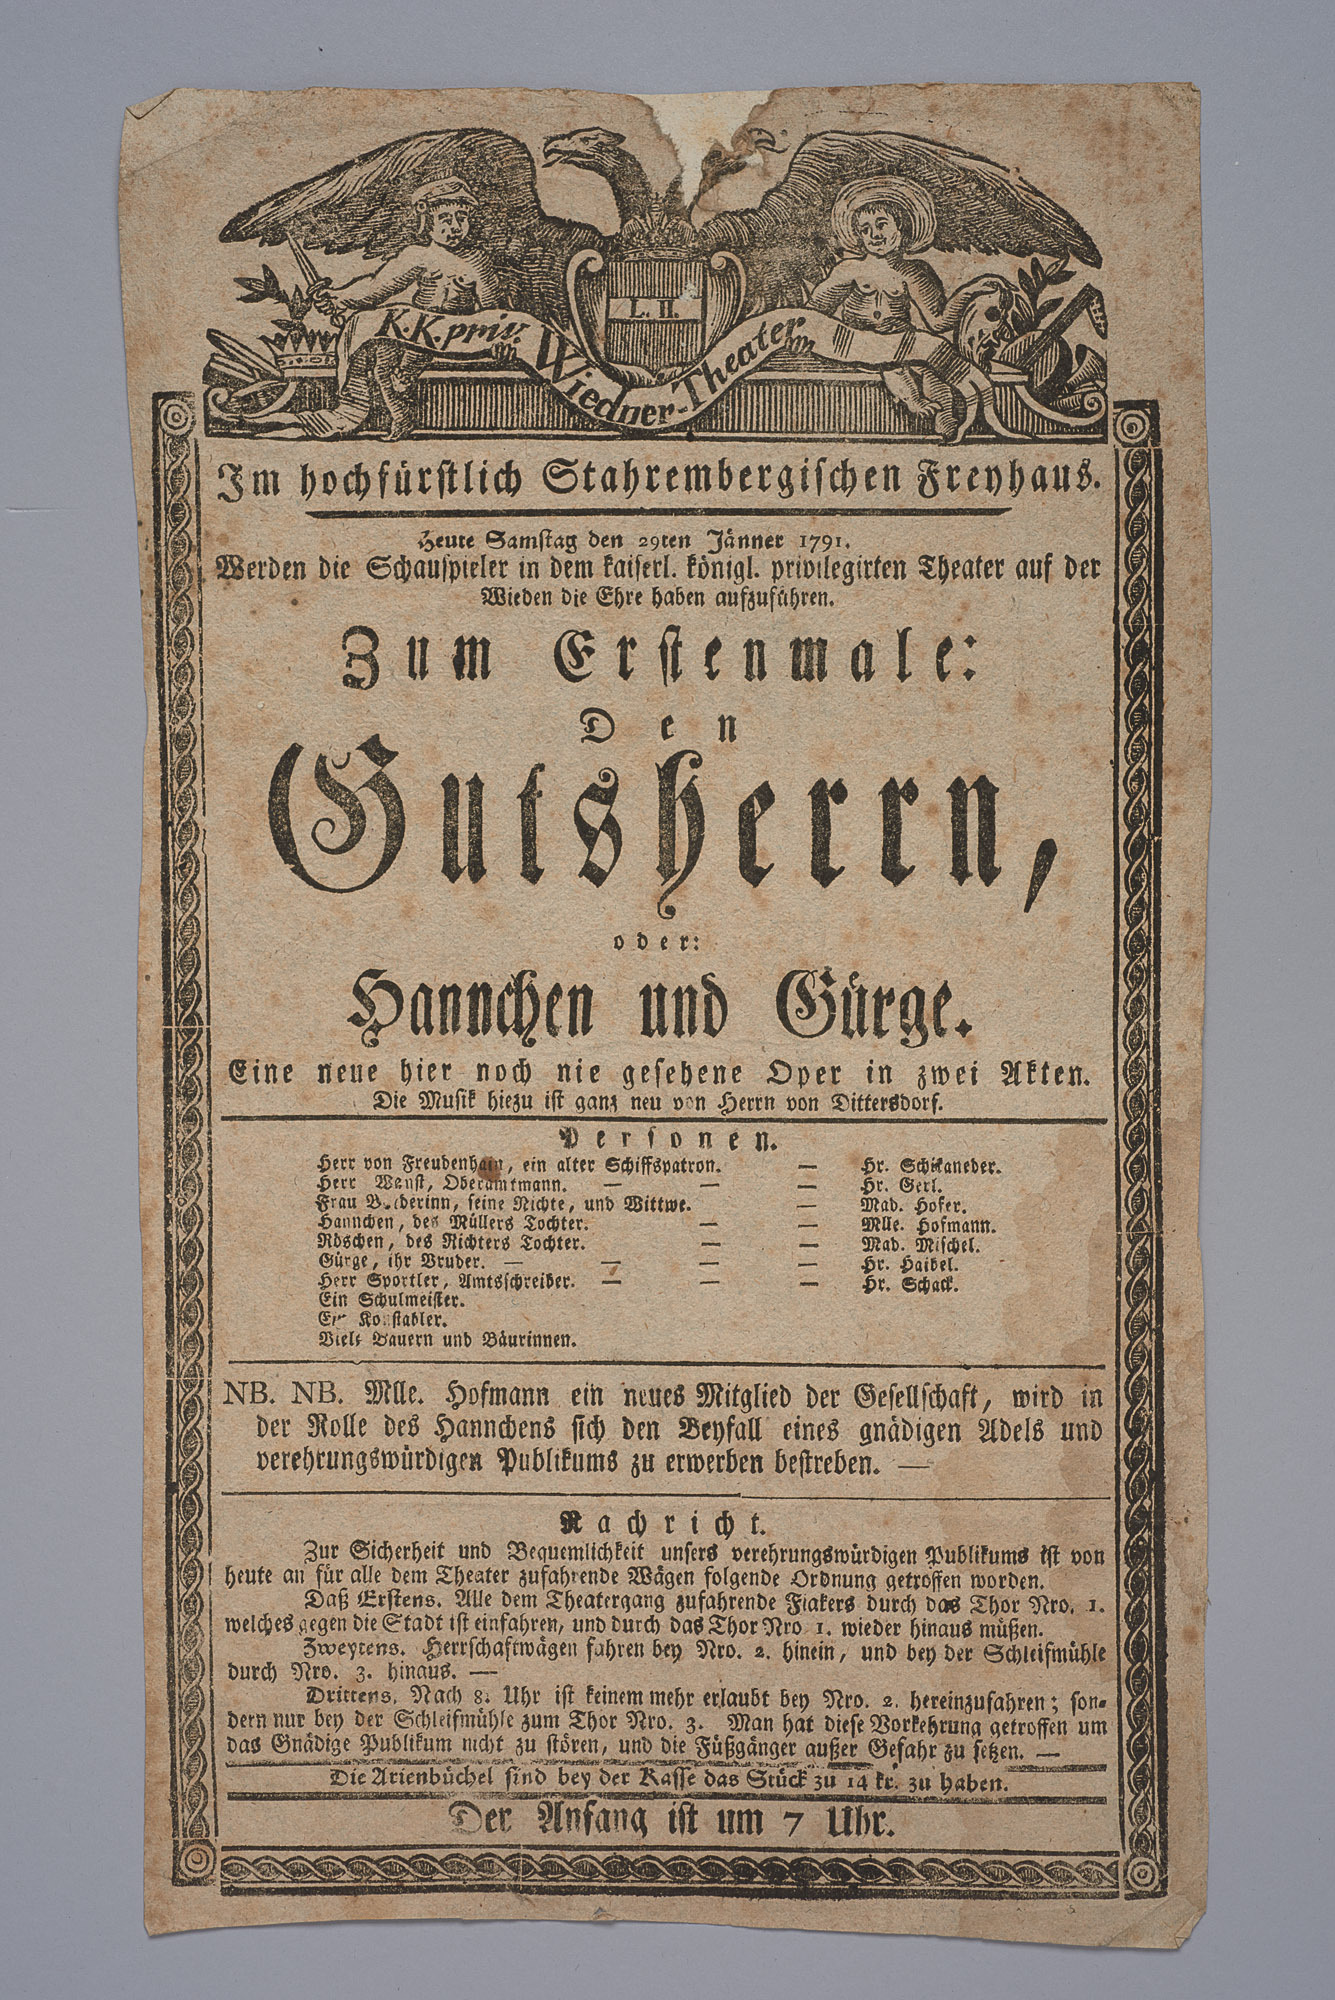 K. K. priv. Wiedner-Theater
L. II.
Im hochfürstlich Stahrembergischen Freyhaus.
Heute Samstag den 29ten Jänner 1791.
Werden die Schauspieler in dem kaiserl. königl. privilegirten Theater auf der
Wieden die Ehre haben aufzuführen.
Zum Erstenmale:
Den
Gutsherrn,
oder:
Hannchen und Gürge.
Eine neue hier noch nie gesehene Oper in zwei Akten.
Die Musik hiezu ist ganz neu von Herrn von Dittersdorf.
Personen.
Herr von Freudenhain, ein alter Schiffspatron. — Hr. Schikaneder.
Herr Wanst, Oberamtmann. — — — Hr. Gerl.
Frau seine Nichte, und Wittwe. — Mad. Hofer.
Hannchen, des Müllers Tochter. — Mlle. Hofmann.
Röschen, des Richters Tochter. — — Mad. Mischel.
Gürge, ihr Bruder. — — — — Hr. Haibel.
Herr Sportler, Amtsschreiber. — — — Hr. Schack.
Ein Schulmeister.
Ein Konstabler.
Viele Bauern und Bäurinnen.
NB. NB. Mlle. Hofmann ein neues Mitglied der Gesellschaft, wird in
der Rolle des Hannchens sich den Beyfall eines gnädigen Adels und
verehrungswürdigen Publikums zu erwerben bestreben. —
Nachricht.
Zur Sicherheit und Bequemlichkeit unsers verehrungswürdigen Publikums ist von
heute an für alle dem Theater zufahrende Wägen folgende Ordnung getroffen worden.
Daß Erstens. Alle dem Theatergang zufahrende Fiakers durch das Thor Nro. 1.
welches gegen die Stadt ist einfahren, und durch das Thor Nro 1. wieder hinaus müßen.
Zweytens. Herrschaftwägen fahren bey Nro. 2. hinein, und bey der Schleifmühle
durch Nro. 3. hinaus. —
Drittens. Nach 8. Uhr ist keinem mehr erlaubt bey Nro. 2. hereinzufahren; son-
dern nur bey der Schleifmühle zum Thor Nro. 3. Man hat diese Vorkehrung getroffen um
das Gnädige Publikum nicht zu stören, und die Füßgänger außer Gefahr zu setzen. —
Die Arienbüchel sind bey der Kasse das Stück zu 14 kr. zu haben.
Der Anfang ist um 7 Uhr.